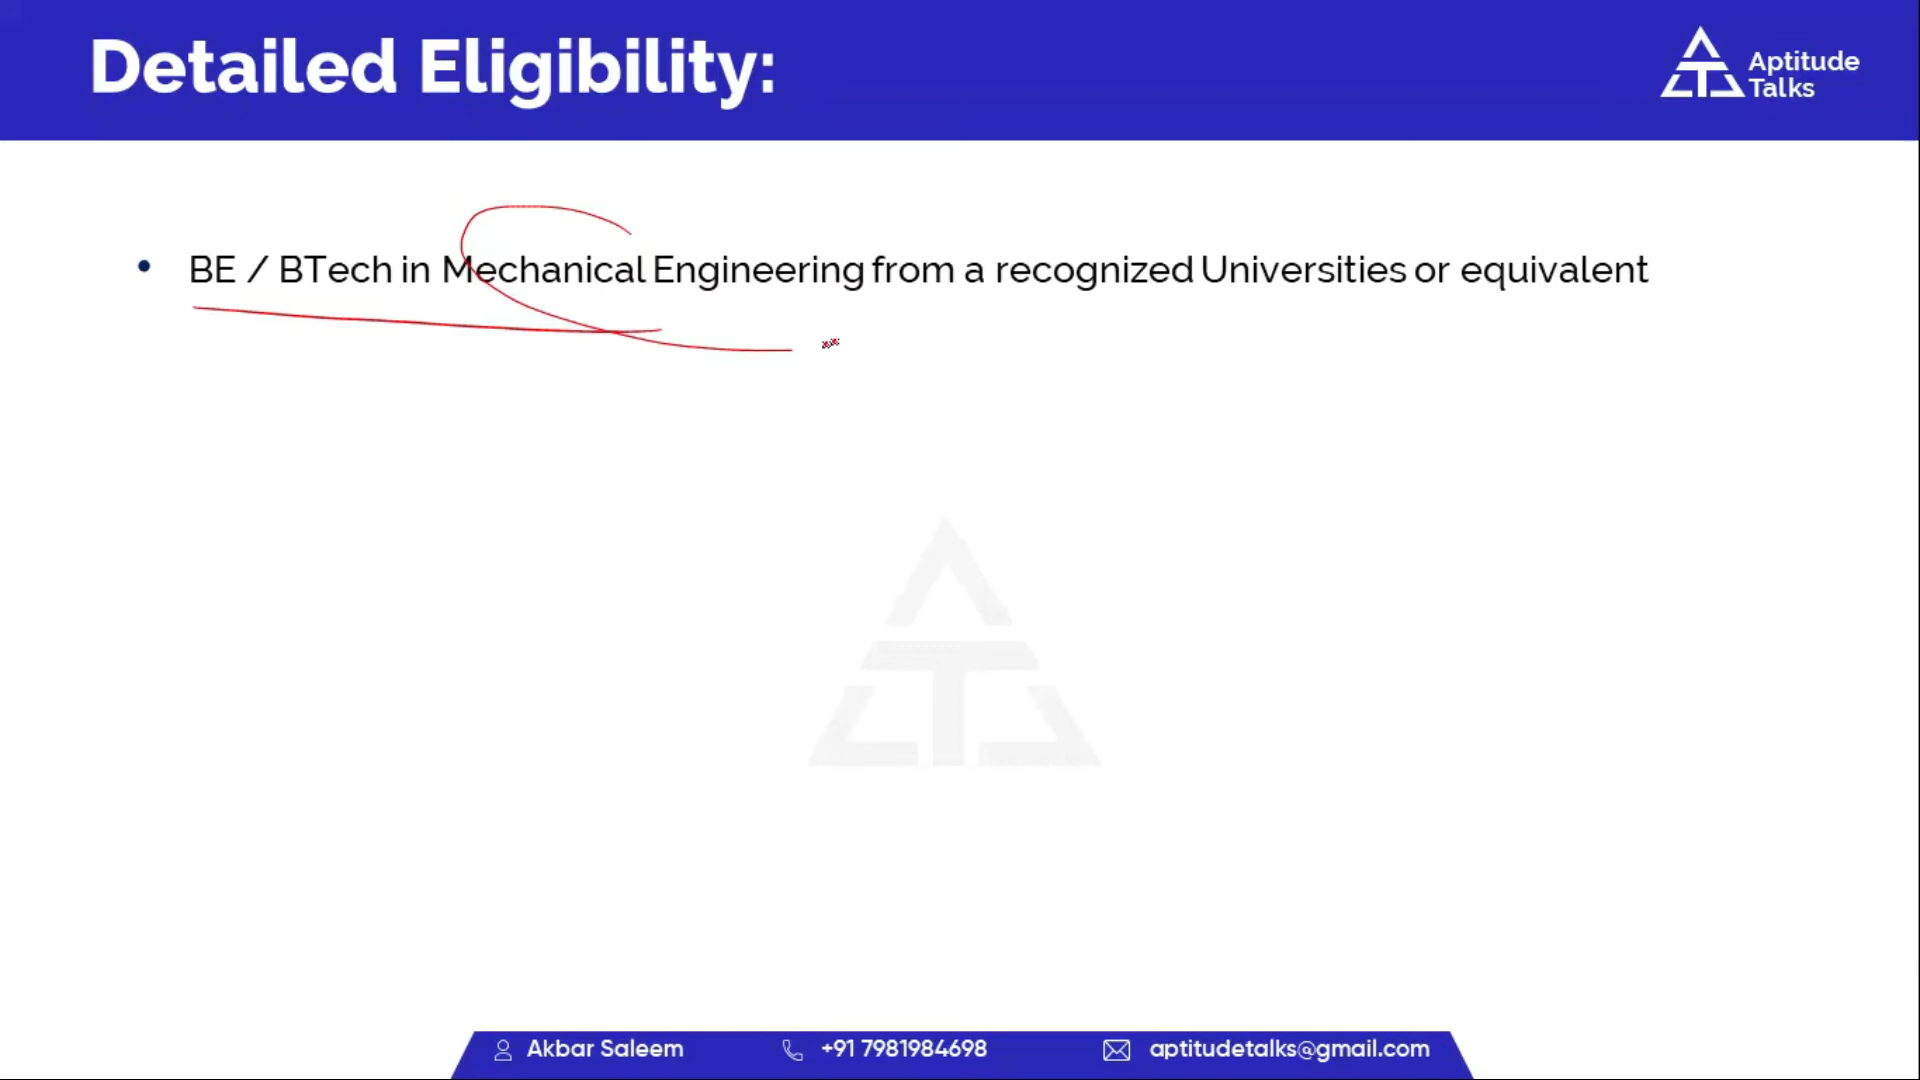 Detailed Eligibility:
Aptitude
Talks
• BE / BTech in Mechanical Engineering from a recognized Universities or equivalent
Akbar Saleem
+91 7981984698
aptitudetalks@gmail.com